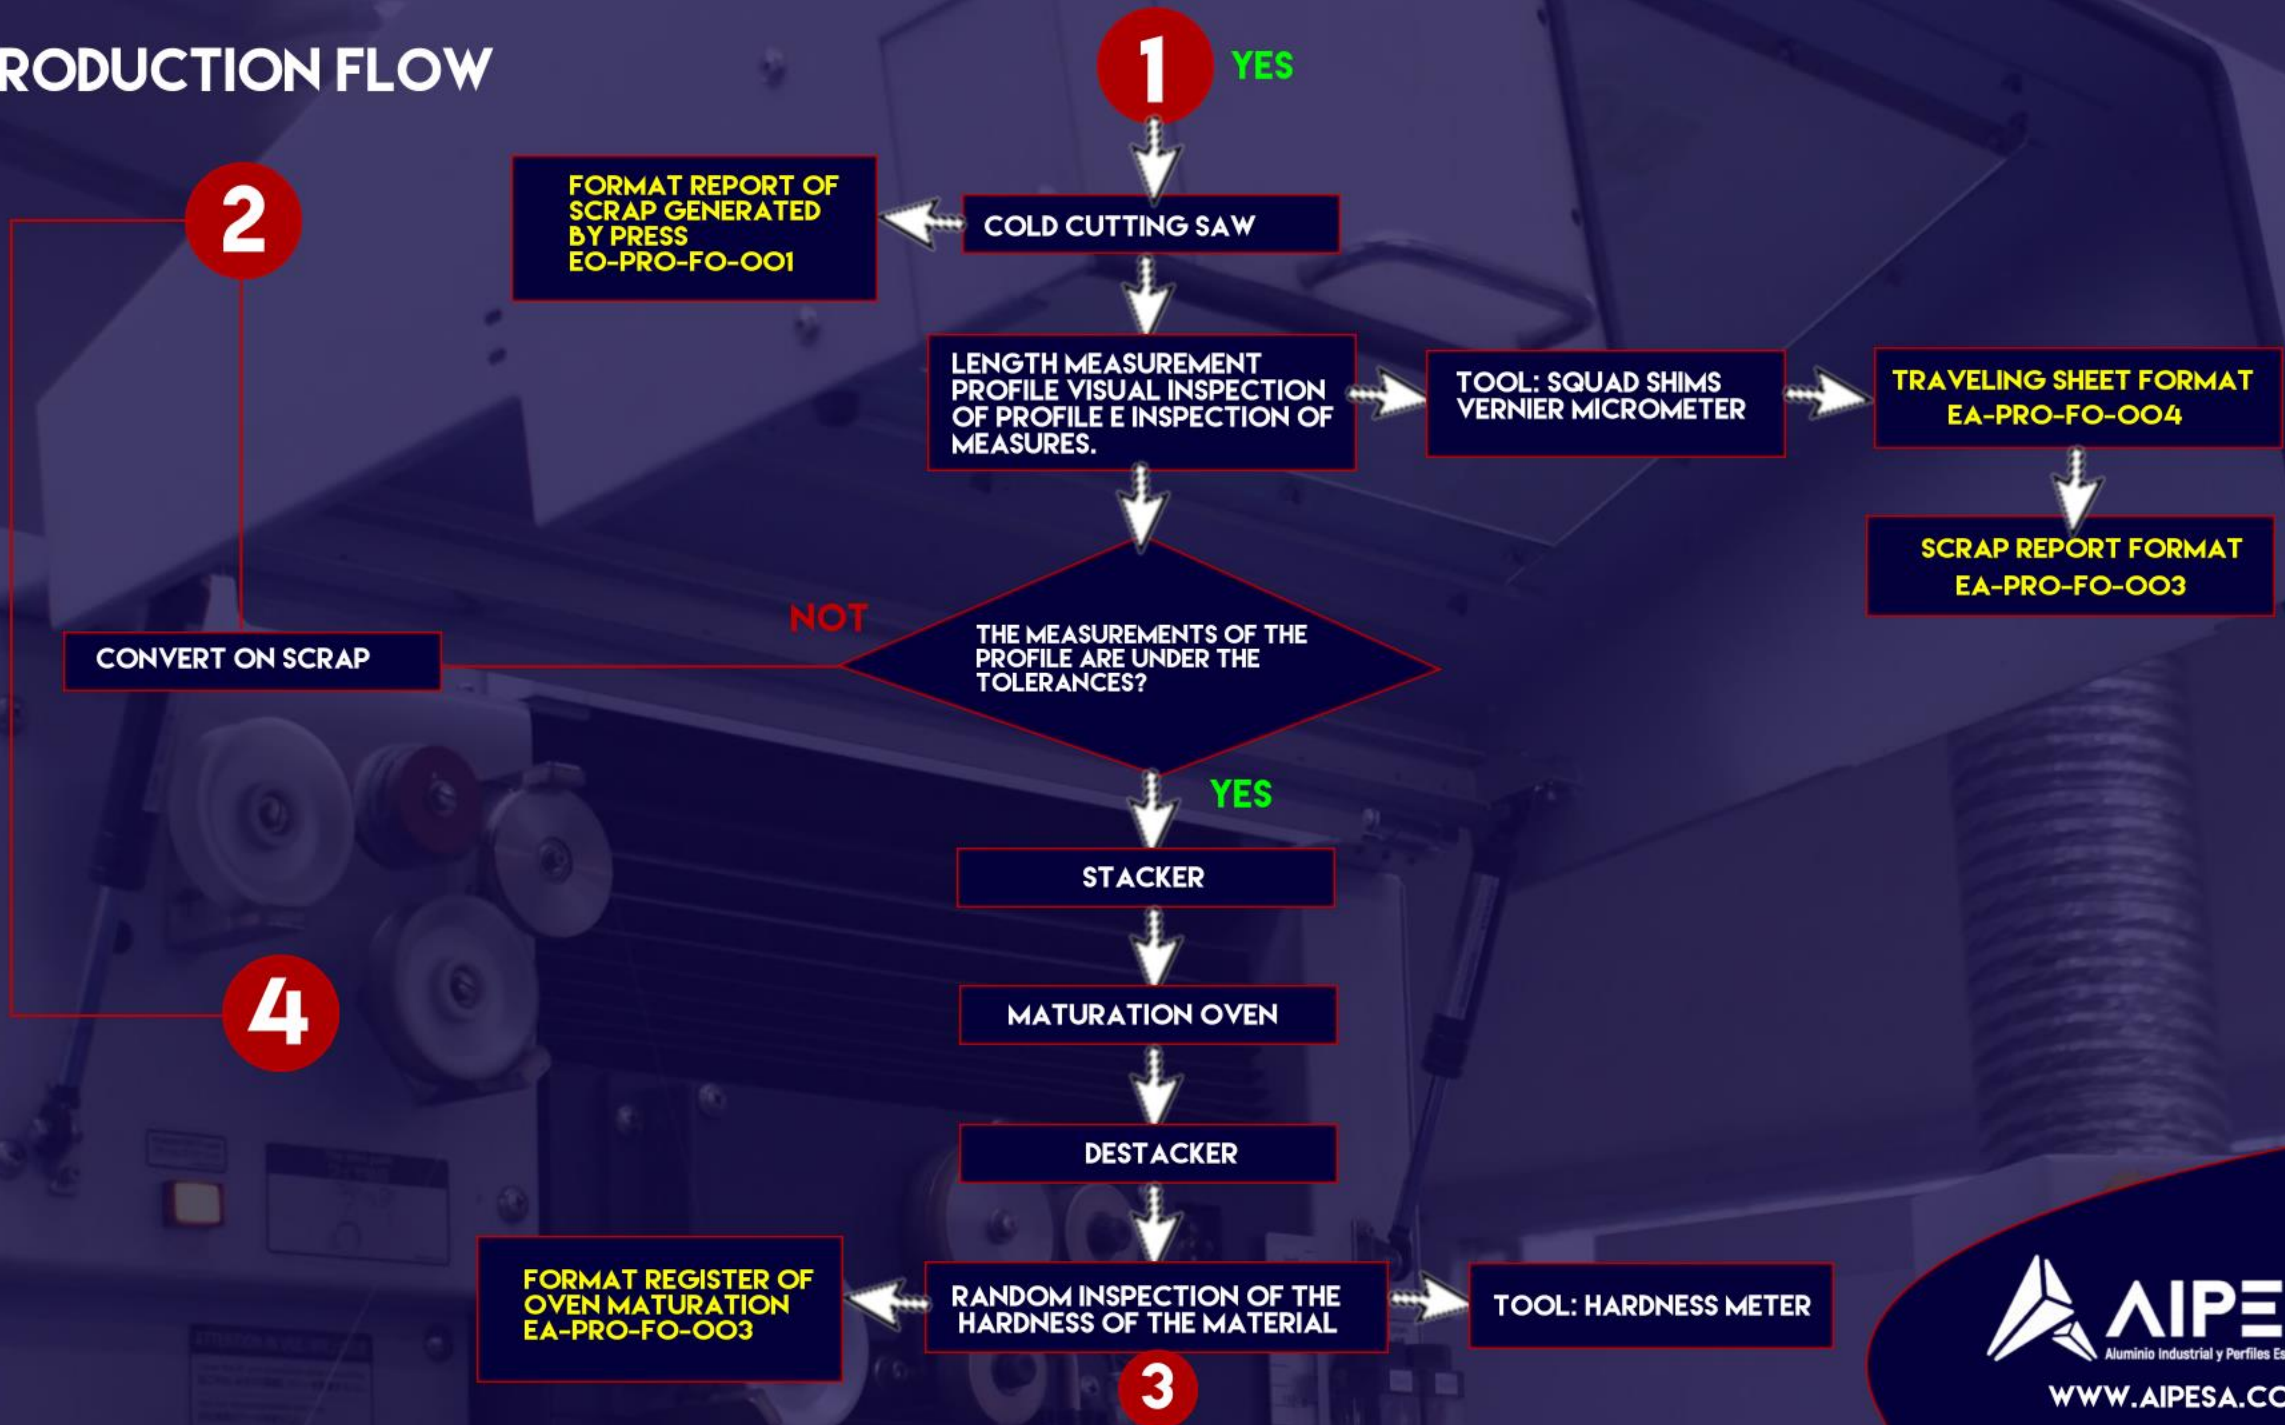 RODUCTION FLOW
1
YES
2
FORMAT REPORT OF
SCRAP GENERATED
BY PRESS
EO-PRO-FO-001
COLD CUTTING SAW
LENGTH MEASUREMENT
PROFILE VISUAL INSPECTION
OF PROFILE E INSPECTION OF
MEASURES.
TOOL: SQUAD SHIMS
VERNIER MICROMETER
TRAVELING SHEET FORMAT
EA-PRO-FO-004
SCRAP REPORT FORMAT
EA-PRO-FO-003
NOT
THE MEASUREMENTS OF THE
PROFILE ARE UNDER THE
TOLERANCES?
CONVERT ON SCRAP
YES
STACKER
4
MATURATION OVEN
DESTACKER
FORMAT REGISTER OF
OVEN MATURATION
EA-PRO-FO-003
RANDOM INSPECTION OF THE
HARDNESS OF THE MATERIAL
TOOL: HARDNESS METER
3
AIPE
Aluminio Industrial y Perfiles Es
WWW.AIPESA.CO